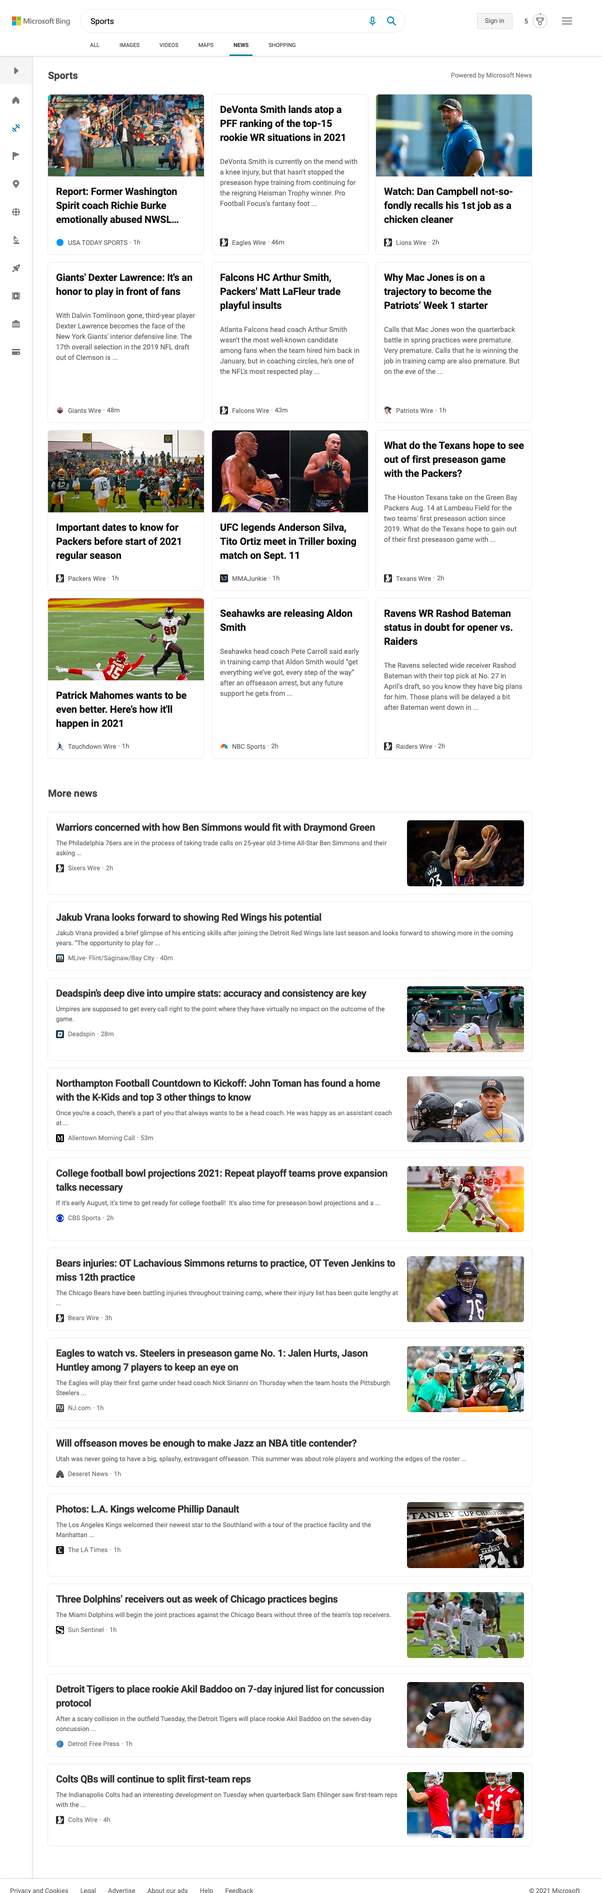 Microsoft Bing
Sports
Sign in
5
ALL
IMAGES
VIDEOS
MAPS
NEWS
SHOPPING
Sports
Powered by Microsoft News
Report: Former Washington
Spirit coach Richie Burke
emotionally abused NWSL...
USA TODAY SPORTS · 1h
DeVonta Smith lands atop a
PFF ranking of the top-15
rookie WR situations in 2021
DeVonta Smith is currently on the mend with
a knee injury, but that hasn't stopped the
preseason hype training from continuing for
the reigning Heisman Trophy winner. Pro
Football Focus's fantasy foot ...
Eagles Wire · 46m
Watch: Dan Campbell not-so-
fondly recalls his 1st job as a
chicken cleaner
Lions Wire · 2h
Giants' Dexter Lawrence: It's an
honor to play in front of fans
With Dalvin Tomlinson gone, third-year player
Dexter Lawrence becomes the face of the
New York Giants' interior defensive line. The
17th overall selection in the 2019 NFL draft
out of Clemson is ...
Giants Wire · 48m
Falcons HC Arthur Smith,
Packers' Matt LaFleur trade
playful insults
Atlanta Falcons head coach Arthur Smith
wasn't the most well-known candidate
among fans when the team hired him back in
January, but in coaching circles, he's one of
the NFL's most respected play ...
Falcons Wire · 43m
Why Mac Jones is on a
trajectory to become the
Patriots' Week 1 starter
Calls that Mac Jones won the quarterback
battle in spring practices were premature.
Very premature. Calls that he is winning the
job in training camp are also premature. But
on the eve of the ...
Patriots Wire · 1h
Important dates to know for
Packers before start of 2021
regular season
Packers Wire · 1h
UFC legends Anderson Silva,
Tito Ortiz meet in Triller boxing
match on Sept. 11
MMAJunkie · 1h
What do the Texans hope to see
out of first preseason game
with the Packers?
The Houston Texans take on the Green Bay
Packers Aug. 14 at Lambeau Field for the
two teams' first preseason action since
2019. What do the Texans hope to gain out
of their first preseason game with ...
Texans Wire · 2h
Patrick Mahomes wants to be
even better. Here's how it'll
happen in 2021
Touchdown Wire · 1h
Seahawks are releasing Aldon
Smith
Seahawks head coach Pete Carroll said early
in training camp that Aldon Smith would "get
everything we've got, every step of the way"
after an offseason arrest, but any future
support he gets from ...
NBC Sports · 2h
Ravens WR Rashod Bateman
status in doubt for opener vs.
Raiders
The Ravens selected wide receiver Rashod
Bateman with their top pick at No. 27 in
April's draft, so you know they have big plans
for him. Those plans will be delayed a bit
after Bateman went down in ...
Raiders Wire · 2h
More news
Warriors concerned with how Ben Simmons would fit with Draymond Green
The Philadelphia 76ers are in the process of taking trade calls on 25-year old 3-time All-Star Ben Simmons and their
asking ...
Sixers Wire · 2h
Jakub Vrana looks forward to showing Red Wings his potential
Jakub Vrana provided a brief glimpse of his enticing skills after joining the Detroit Red Wings late last season and looks forward to showing more in the coming
years. "The opportunity to play for ...
MLive- Flint/Saginaw/Bay City · 40m
Deadspin's deep dive into umpire stats: accuracy and consistency are key
Umpires are supposed to get every call right to the point where they have virtually no impact on the outcome of the
game.
Deadspin · 28m
Northampton Football Countdown to Kickoff: John Toman has found a home
with the K-Kids and top 3 other things to know
Once you're a coach, there's a part of you that always wants to be a head coach. He was happy as an assistant coach
at ...
Allentown Morning Call · 53m
College football bowl projections 2021: Repeat playoff teams prove expansion
talks necessary
If it's early August, it's time to get ready for college football! It's also time for preseason bowl projections and a ...
CBS Sports · 2h
Bears injuries: OT Lachavious Simmons returns to practice, OT Teven Jenkins to
miss 12th practice
The Chicago Bears have been battling injuries throughout training camp, where their injury list has been quite lengthy at
...
Bears Wire · 3h
Eagles to watch vs. Steelers in preseason game No. 1: Jalen Hurts, Jason
Huntley among 7 players to keep an eye on
The Eagles will play their first game under head coach Nick Sirianni on Thursday when the team hosts the Pittsburgh
Steelers ...
NJ.com · 1h
Will offseason moves be enough to make Jazz an NBA title contender?
Utah was never going to have a big, splashy, extravagant offseason. This summer was about role players and working the edges of the roster ...
Deseret News · 1h
Photos: L.A. Kings welcome Phillip Danault
The Los Angeles Kings welcomed their newest star to the Southland with a tour of the practice facility and the
Manhattan ...
The LA Times · 1h
Three Dolphins' receivers out as week of Chicago practices begins
The Miami Dolphins will begin the joint practices against the Chicago Bears without three of the team's top receivers.
Sun Sentinel · 1h
Detroit Tigers to place rookie Akil Baddoo on 7-day injured list for concussion
protocol
After a scary collision in the outfield Tuesday, the Detroit Tigers will place rookie Akil Baddoo on the seven-day
concussion ...
Detroit Free Press · 1h
Colts QBs will continue to split first-team reps
The Indianapolis Colts had an interesting development on Tuesday when quarterback Sam Ehlinger saw first-team reps
with the ...
Colts Wire · 4h
Privacy and Cookies
Legal
Advertise
About our ads
Help
Feedback
© 2021 Microsoft